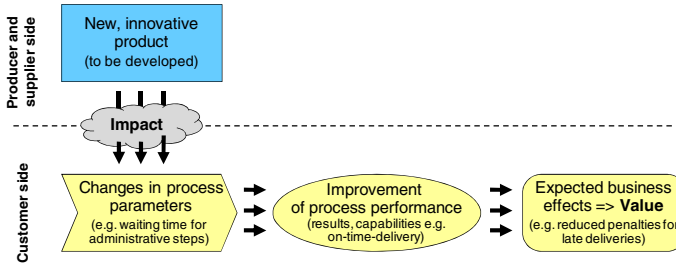 Producer and
supplier side
New, innovative
product
(to be developed)
Impact
Customer side
Changes in process
parameters
(e.g. waiting time for
administrative steps)
Improvement
of process performance
(results, capabilities e.g.
on-time-delivery)
Expected business
effects => Value
(e.g. reduced penalties for
late deliveries)